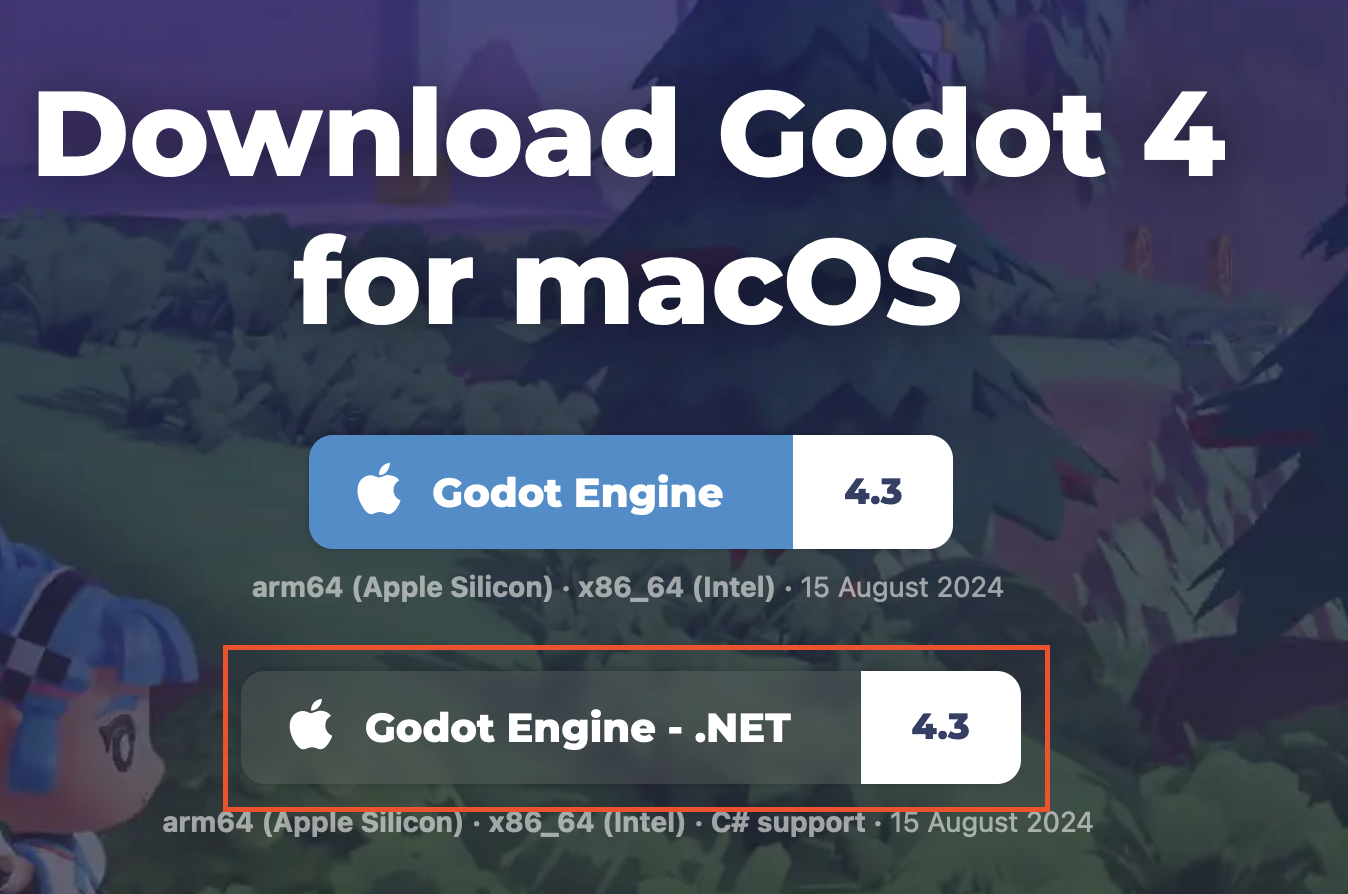 Download Godot 4
for macOS
Godot Engine 4.3
arm64 (Apple Silicon) · x86_64 (Intel) · 15 August 2024
Godot Engine - .NET 4.3
arm64 (Apple Silicon) · x86_64 (Intel) · C# support · 15 August 2024